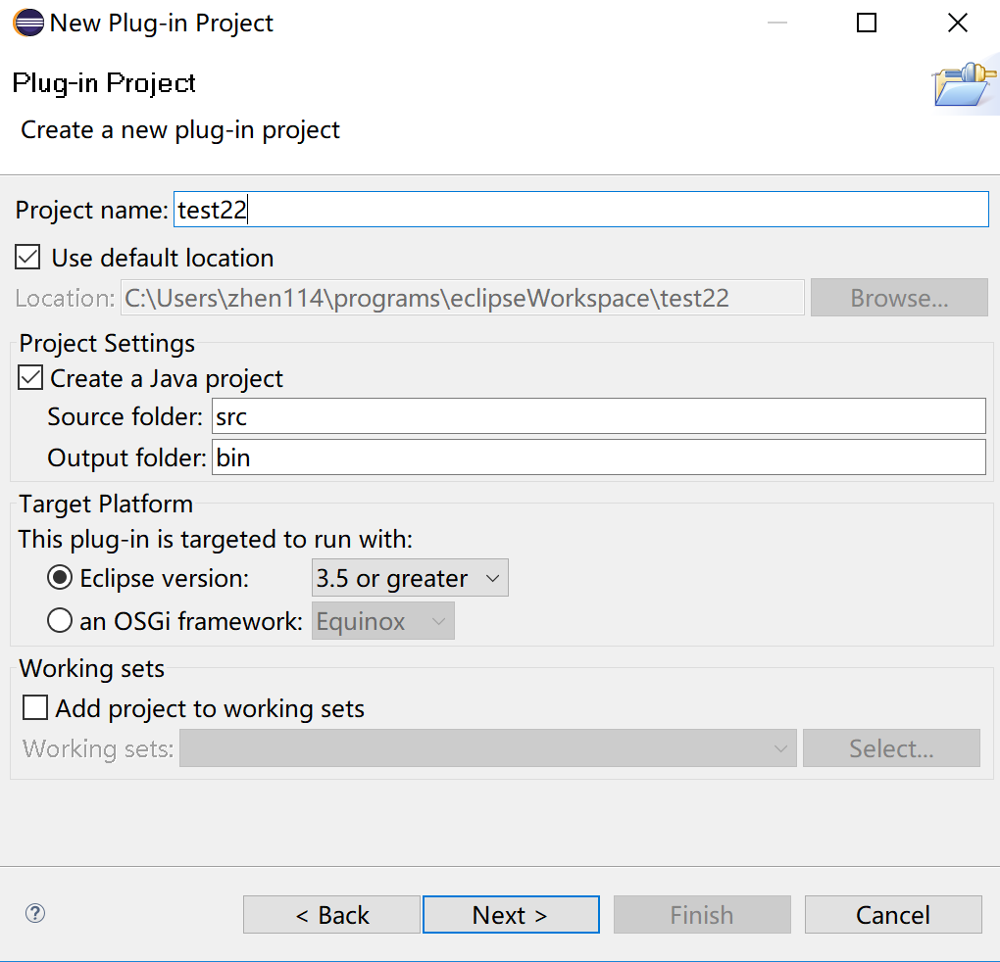 New Plug-in Project
Plug-in Project
Create a new plug-in project
Project name: test22
Use default location
Location: C:\Users\zhen114\programs\eclipseWorkspace\test22 Browse...
Project Settings
Create a Java project
Source folder: src
Output folder: bin
Target Platform
This plug-in is targeted to run with:
Eclipse version: 3.5 or greater
an OSGi framework: Equinox
Working sets
Add project to working sets
Working sets: Select...
? < Back Next > Finish Cancel